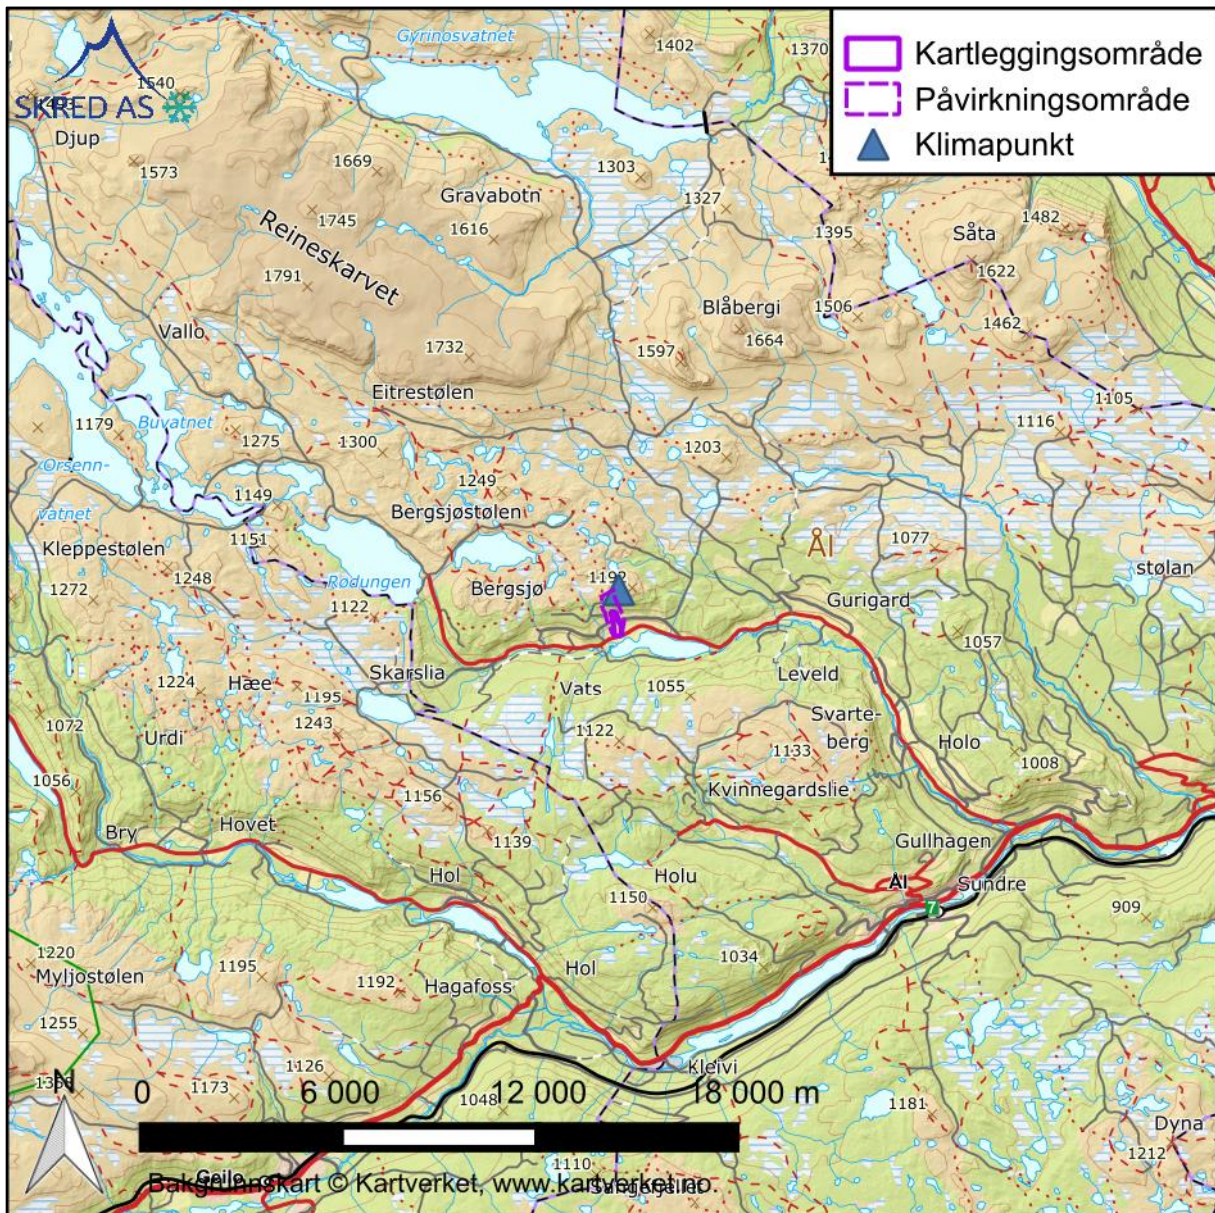 Gyrinosvatnet
1402
1370
Kartleggingsområde
Påvirkningsområde
Klimapunkt
1540
SKRED AS
Djup
1573
1669
1303
Gravabotn
1745
1616
1327
1395
1482
Såta
Reineskarvet
1791
1622
Blåbergi
1506
1462
Vallo
1732
1597
1664
Eitrestølen
1105
1179
Buvatnet
1275
1300
1203
1116
Orsenn-
vatnet
1149
1249
Bergsjøstølen
Ål
1077
Kleppestølen
1151
1248
1272
Rødungen
1192
stølan
1122
Bergsjø
Gurigard
1057
Skarslia
Leveld
1224
Hæe
1195
Vats
1055
1243
1122
Svarte-
berg
1072
Urdi
1133
Holo
1056
1008
1156
Kvinnegardslie
Bry
Hovet
1139
Gullhagen
Hol
Holu
Ål
Sundre
1150
7
909
1220
Myljostølen
1195
1192
Hol
1034
Hagafoss
1255
1126
Kleivi
N
1173
0
6 000
12 000
18 000 m
1048
1181
Dyna
1212
1110
Geilo
Bakgrunnskart © Kartverket, www.kartverket.no.